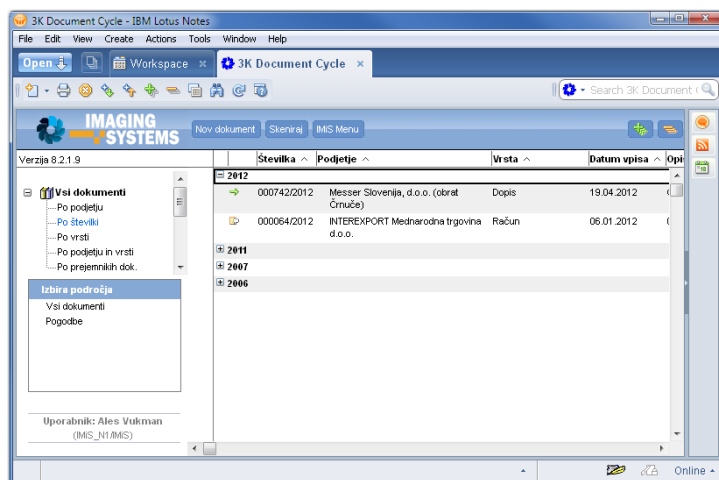 3K Document Cycle - IBM Lotus Notes
File Edit View Create Actions Tools Window Help
Open Workspace × 3K Document Cycle ×
Search 3K Document
IMAGING
SYSTEMS
Nov dokument Skeniraj IMiS Menu
Verzija 8.2.1.9
Številka Podjetje Vrsta Datum vpisa
2012
000742/2012 Messer Slovenija, d.o.o. (obrat Črnuče) Dopis 19.04.2012
000064/2012 INTEREXPORT Mednarodna trgovina d.o.o. Račun 06.01.2012
2011
2007
2006
Vsi dokumenti
Po podjetju
Po številki
Po vrsti
Po podjetju in vrsti
Po prejemnikih dok.
Izbira področja
Vsi dokumenti
Pogodbe
Uporabnik: Ales Vukman
(IMiS_N1/IMiS)
Online